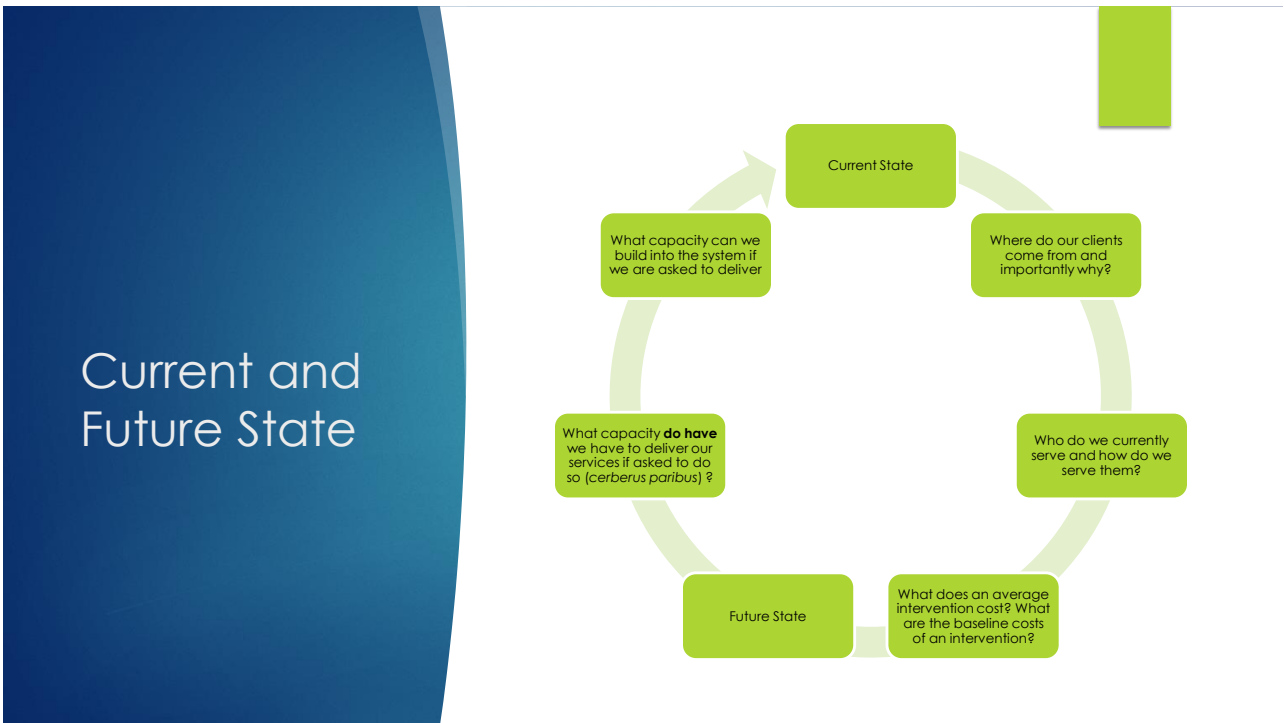 Current and
Future State
Current State
Where do our clients
come from and
importantly why?
Who do we currently
serve and how do we
serve them?
What does an average
intervention cost? What
are the baseline costs
of an intervention?
Future State
What capacity do have
we have to deliver our
services if asked to do
so (cerberus paribus) ?
What capacity can we
build into the system if
we are asked to deliver